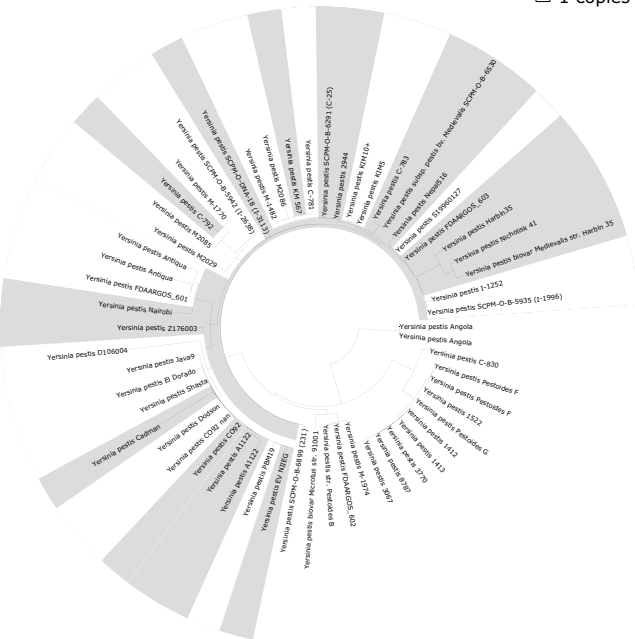 1 copies
Yersinia pestis SCPM-O-B-6291 (C-25)
Yersinia pestis 2944
Yersinia pestis KIM10+
Yersinia pestis KIM5
Yersinia pestis C-783
Yersinia pestis subsp. pestis bv. Medievalis SCPM-O-B-6530
Yersinia pestis Nepal516
Yersinia pestis S19960127
Yersinia pestis FDAARGOS_603
Yersinia pestis Harbin35
Yersinia pestis Nicholisk 41
Yersinia pestis biovar Medievalis str. Harbin 35
Yersinia pestis I-1252
Yersinia pestis SCPM-O-B-5935 (I-1996)
Yersinia pestis Angola
Yersinia pestis Angola
Yersinia pestis C-830
Yersinia pestis Pestoides F
Yersinia pestis Pestoides F
Yersinia pestis 1522
Yersinia pestis Pestoides G
Yersinia pestis 1412
Yersinia pestis 1413
Yersinia pestis 3770
Yersinia pestis 8787
Yersinia pestis 3067
Yersinia pestis M-1974
Yersinia pestis FDAARGOS_602
Yersinia pestis str. Pestoides B
Yersinia pestis biovar Microtus str. 91001
Yersinia pestis SCPM-O-B-6899 (231)
Yersinia pestis EV NIIEG
Yersinia pestis PBM19
Yersinia pestis A1122
Yersinia pestis A1122
Yersinia pestis CO92
Yersinia pestis CO92_nan
Yersinia pestis Dodson
Yersinia pestis Cadman
Yersinia pestis Shasta
Yersinia pestis El Dorado
Yersinia pestis Java9
Yersinia pestis D106004
Yersinia pestis Z176003
Yersinia pestis Nairobi
Yersinia pestis FDAARGOS_601
Yersinia pestis Antiqua
Yersinia pestis Antiqua
Yersinia pestis M2029
Yersinia pestis M2085
Yersinia pestis C-792
Yersinia pestis M-1770
Yersinia pestis SCPM-O-B-5942 (I-2638)
Yersinia pestis SCPM-O-DNA-18 (I-3113)
Yersinia pestis M-1482
Yersinia pestis M2086
Yersinia pestis KM 567
Yersinia pestis C-781